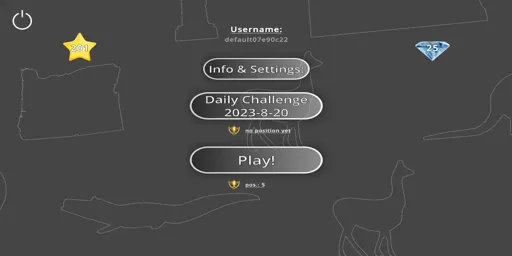 Username:
default07e90c22
201
25
Info & Settings:
Daily Challenge
2023-8-20
no position yet
Play!
pos.: 5